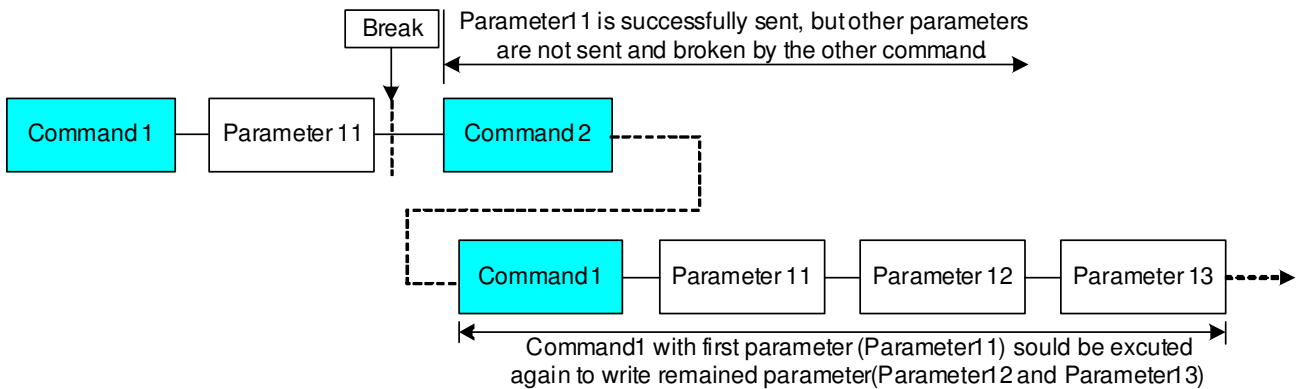 Break
Parameter11 is successfully sent, but other parameters
are not sent and broken by the other command.
Command 1
Parameter 11
Command 2
Command1
Parameter 11
Parameter 12
Parameter 13
Command1 with first parameter (Parameter11) sould be excuted
again to write remained parameter(Parameter12 and Parameter13)